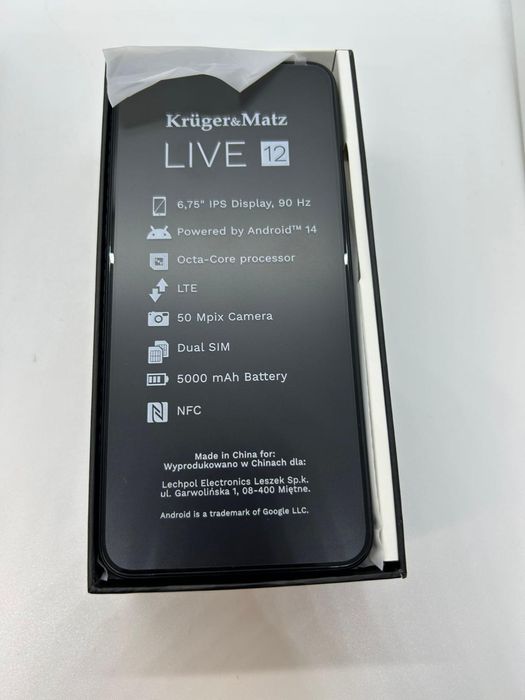 Krüger&Matz
LIVE 12
6,75" IPS Display, 90 Hz
Powered by Android™ 14
Octa-Core processor
LTE
50 Mpix Camera
Dual SIM
5000 mAh Battery
NFC
Made in China for:
Wyprodukowano w Chinach dla:
Lechpol Electronics Leszek Sp.k.
ul. Garwolińska 1, 08-400 Miętne.
Android is a trademark of Google LLC.